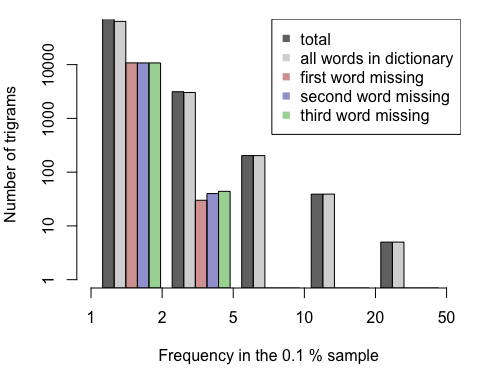 total
all words in dictionary
first word missing
second word missing
third word missing
Number of trigrams
10000
1000
100
10
1
1 2 5 10 20 50
Frequency in the 0.1 % sample